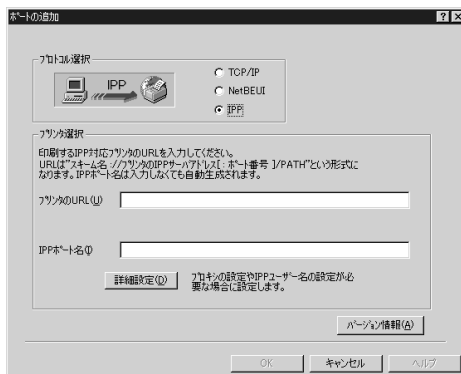 ポートの追加
プロトコル選択
IPP
TCP/IP
NetBEUI
IPP
プリンタ選択
印刷するIPP対応プリンタのURLを入力してください。
URLは"スキーム名 ://プリンタのIPPサーバアドレス[ : ポート番号 ]/PATH"という形式に
なります。IPPポート名は入力しなくても自動生成されます。
プリンタのURL(U)
IPPポート名(I)
詳細設定(D)
プロキシの設定やIPPユーザー名の設定が必
要な場合に設定します。
バージョン情報(A)
OK
キャンセル
ヘルプ